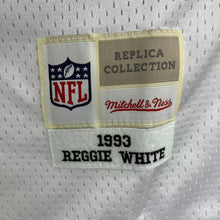 REPLICA
COLLECTION
NFL
Mitchell & Ness
1993
REGGIE WHITE